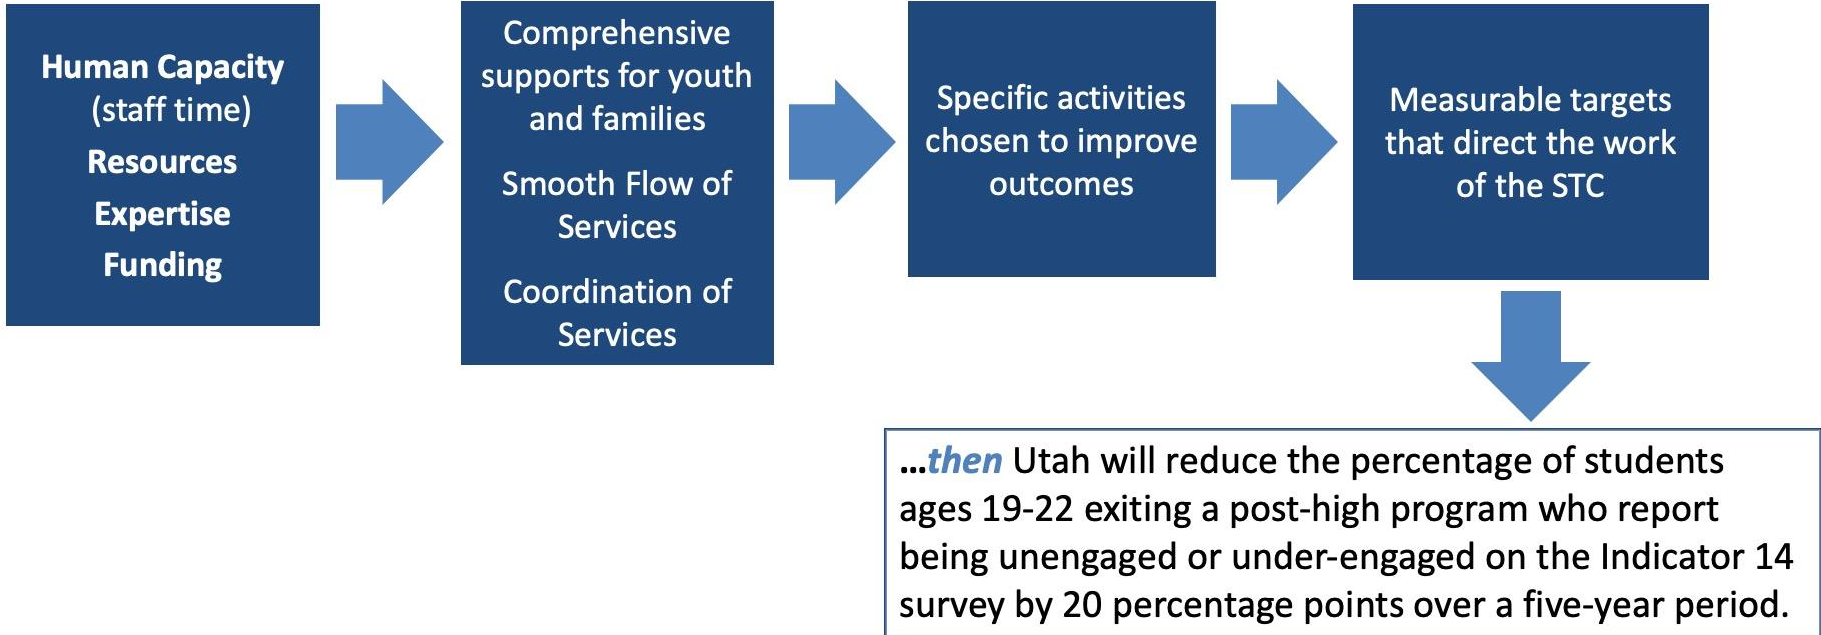 Human Capacity
(staff time)
Resources
Expertise
Funding
Comprehensive
supports for youth
and families
Smooth Flow of
Services
Coordination of
Services
Specific activities
chosen to improve
outcomes
Measurable targets
that direct the work
of the STC
...then Utah will reduce the percentage of students
ages 19-22 exiting a post-high program who report
being unengaged or under-engaged on the Indicator 14
survey by 20 percentage points over a five-year period.